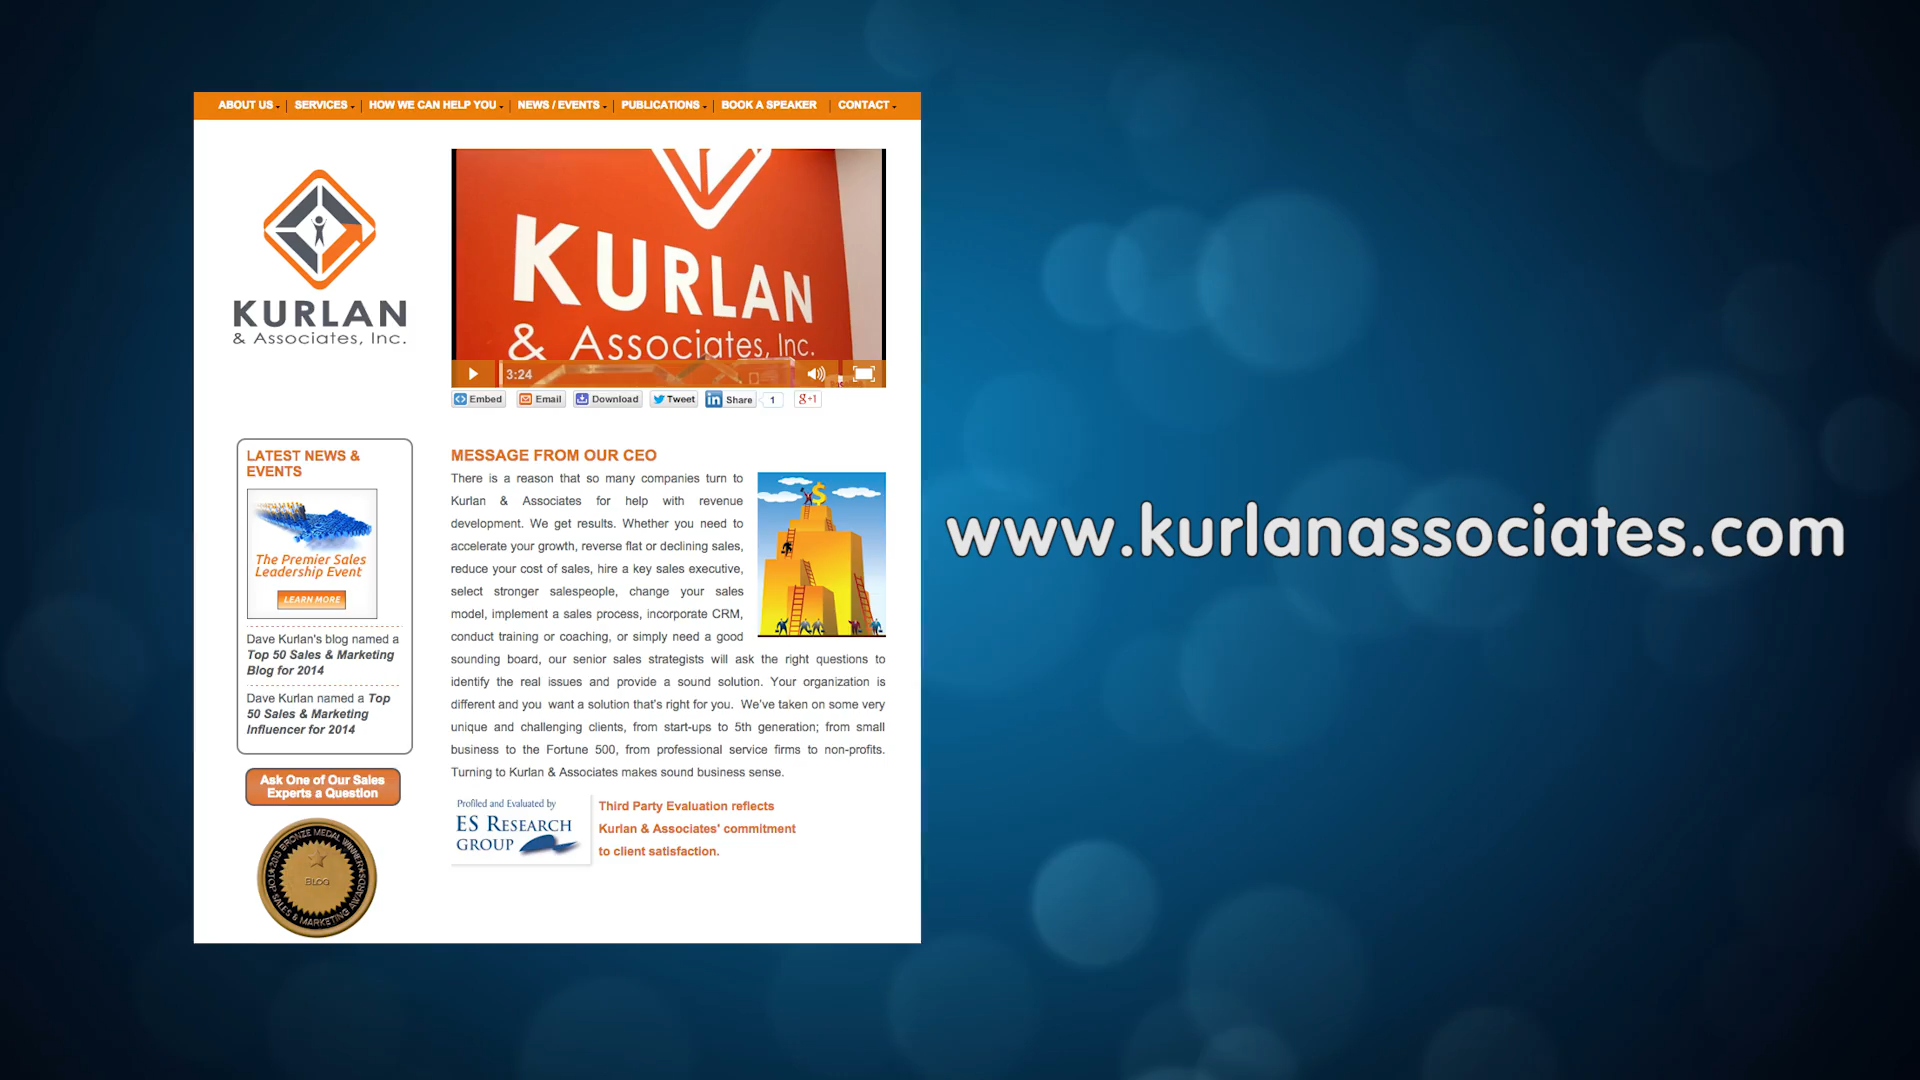 ABOUT US
SERVICES
HOW WE CAN HELP YOU
NEWS / EVENTS
PUBLICATIONS
BOOK A SPEAKER
CONTACT
KURLAN
& Associates, Inc.
KURLAN
& Associates, Inc.
3:24
Embed
Email
Download
Tweet
in Share
1
g+1
LATEST NEWS &
EVENTS
The Premier Sales
Leadership Event
LEARN MORE
Dave Kurlan's blog named a
Top 50 Sales & Marketing
Blog for 2014
Dave Kurlan named a Top
50 Sales & Marketing
Influencer for 2014
Ask One of Our Sales
Experts a Question
2013 BRONZE MEDAL WINNER
BLOG
TOP SALES & MARKETING AWARDS
MESSAGE FROM OUR CEO
There is a reason that so many companies turn to
Kurlan & Associates for help with revenue
development. We get results. Whether you need to
accelerate your growth, reverse flat or declining sales,
reduce your cost of sales, hire a key sales executive,
select stronger salespeople, change your sales
model, implement a sales process, incorporate CRM,
conduct training or coaching, or simply need a good
sounding board, our senior sales strategists will ask the right questions to
identify the real issues and provide a sound solution. Your organization is
different and you want a solution that's right for you. We've taken on some very
unique and challenging clients, from start-ups to 5th generation; from small
business to the Fortune 500, from professional service firms to non-profits.
Turning to Kurlan & Associates makes sound business sense.
$
Profiled and Evaluated by
ES RESEARCH
GROUP
Third Party Evaluation reflects
Kurlan & Associates' commitment
to client satisfaction.
www.kurlanassociates.com